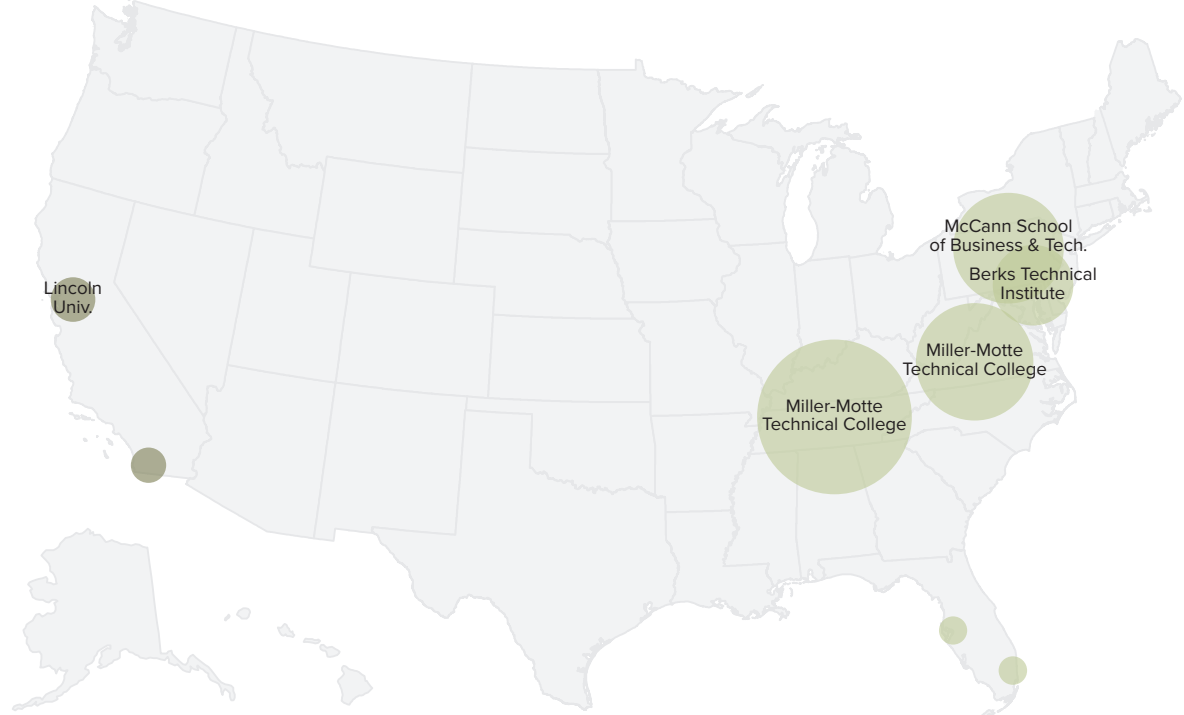 McCann School
of Business & Tech.
Berks Technical
Institute
Lincoln
Univ.
Miller-Motte
Technical College
Miller-Motte
Technical College